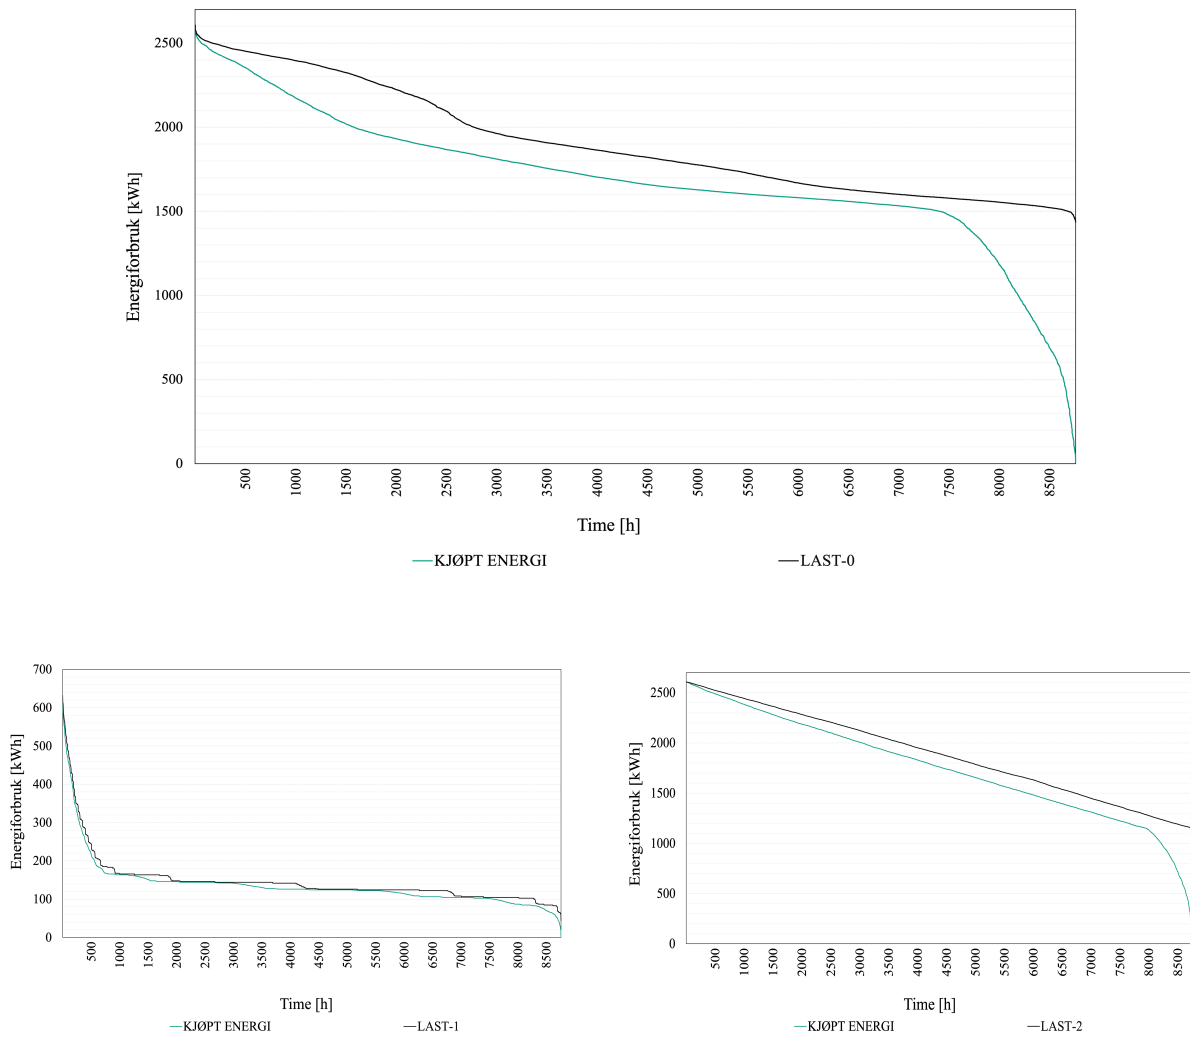 Energiforbruk [kWh]
2500
2000
1500
1000
500
0
500 1000 1500 2000 2500 3000 3500 4000 4500 5000 5500 6000 6500 7000 7500 8000 8500
Time [h]
KJØPT ENERGI LAST-0
Energiforbruk [kWh]
700
600
500
400
300
200
100
0
500 1000 1500 2000 2500 3000 3500 4000 4500 5000 5500 6000 6500 7000 7500 8000 8500
Time [h]
KJØPT ENERGI LAST-1
Energiforbruk [kWh]
2500
2000
1500
1000
500
0
500 1000 1500 2000 2500 3000 3500 4000 4500 5000 5500 6000 6500 7000 7500 8000 8500
Time [h]
KJØPT ENERGI LAST-2